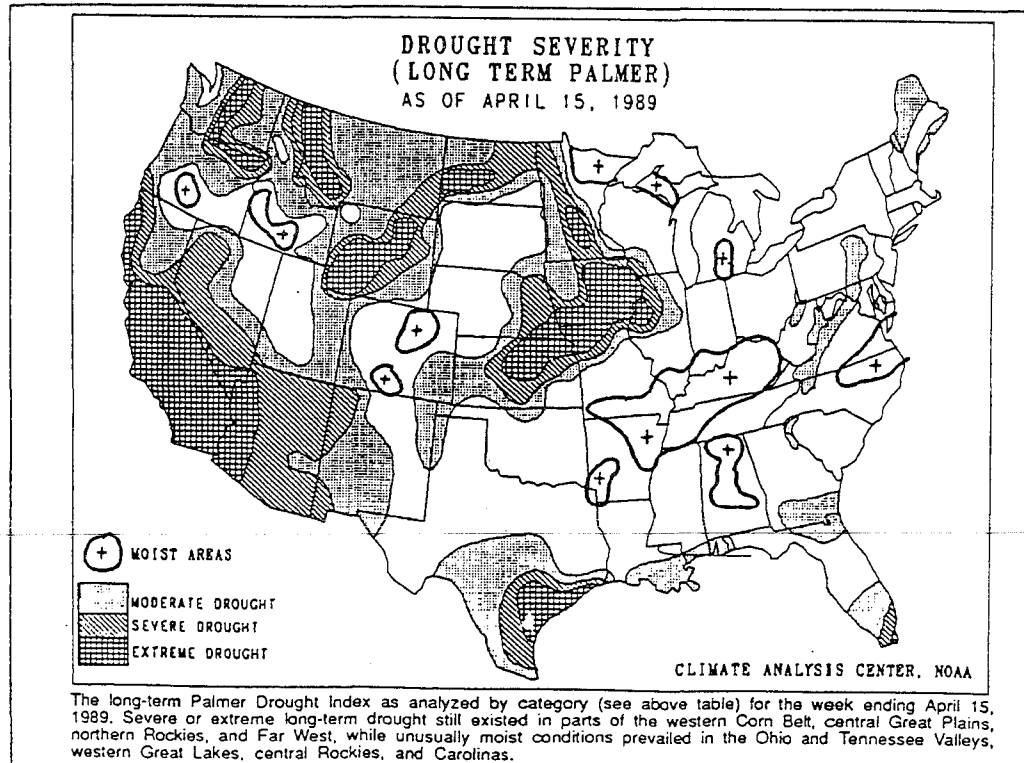 DROUGHT SEVERITY
(LONG TERM PALMER)
AS OF APRIL 15, 1989
MOIST AREAS
MODERATE DROUGHT
SEVERE DROUGHT
EXTREME DROUGHT
CLIMATE ANALYSIS CENTER, NOAA
The long-term Palmer Drought Index as analyzed by category (see above table) for the week ending April 15,
1989. Severe or extreme long-term drought still existed in parts of the western Corn Belt, central Great Plains,
northern Rockies, and Far West, while unusually moist conditions prevailed in the Ohio and Tennessee Valleys,
western Great Lakes, central Rockies, and Carolinas.